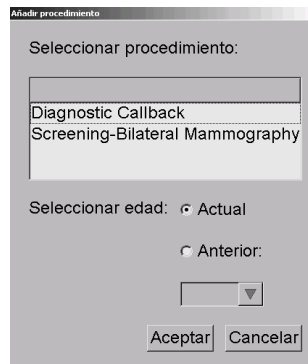 Añadir procedimiento
Seleccionar procedimiento:
Diagnostic Callback
Screening-Bilateral Mammography
Seleccionar edad: Actual
Anterior:
Aceptar Cancelar